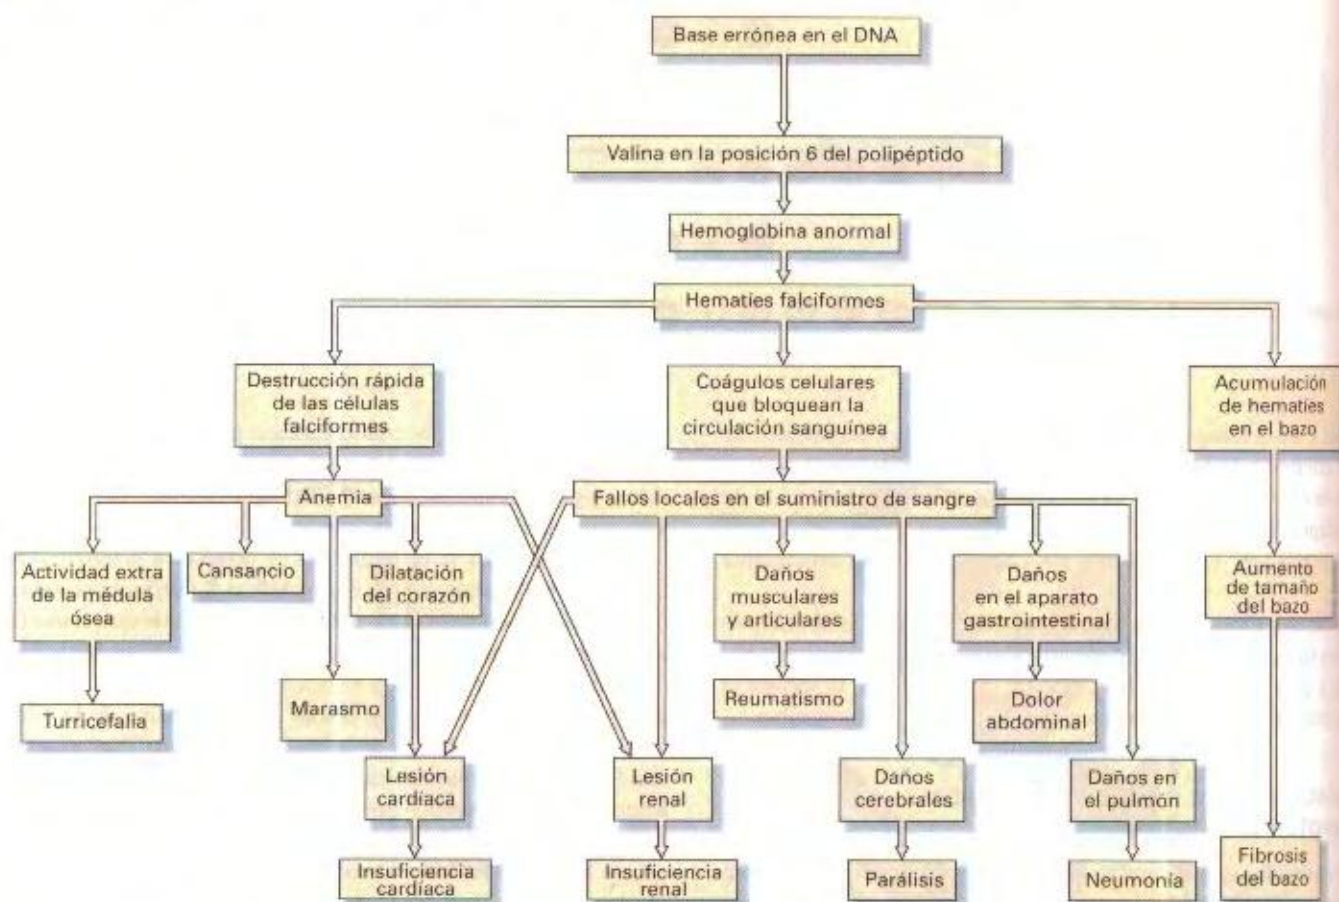 Base errónea en el DNA
Valina en la posición 6 del polipéptido
Hemoglobina anormal
Hematíes falciformes
Destrucción rápida
de las células
falciformes
Coágulos celulares
que bloquean la
circulación sanguínea
Acumulación
de hematíes
en el bazo
Anemia
Fallos locales en el suministro de sangre
Actividad extra
de la médula
ósea
Cansancio
Dilatación
del corazón
Daños
musculares
y articulares
Daños
en el aparato
gastrointestinal
Aumento
de tamaño
del bazo
Turricefalia
Marasmo
Reumatismo
Dolor
abdominal
Lesión
cardíaca
Lesión
renal
Daños
cerebrales
Daños en
el pulmón
Insuficiencia
cardíaca
Insuficiencia
renal
Parálisis
Neumonía
Fibrosis
del bazo